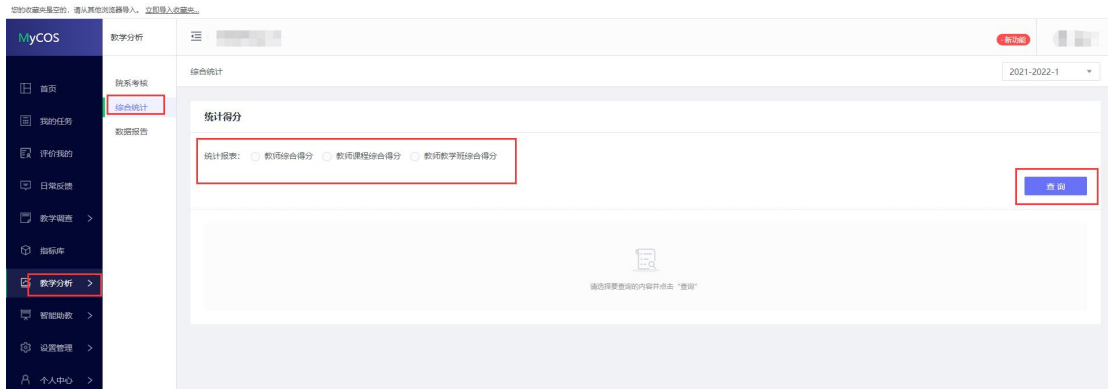 您的收藏夹是空的，请从其他浏览器导入。 立即导入收藏夹...
MyCOS
教学分析
·新功能
首页
我的任务
评价我的
日常反馈
教学调查
指标库
教学分析
智能助教
设置管理
个人中心
院系考核
综合统计
数据报告
综合统计
2021-2022-1
统计得分
统计报表: 教师综合得分 教师课程综合得分 教师教学班综合得分
查 询
请选择要查询的内容并点击 "查询"